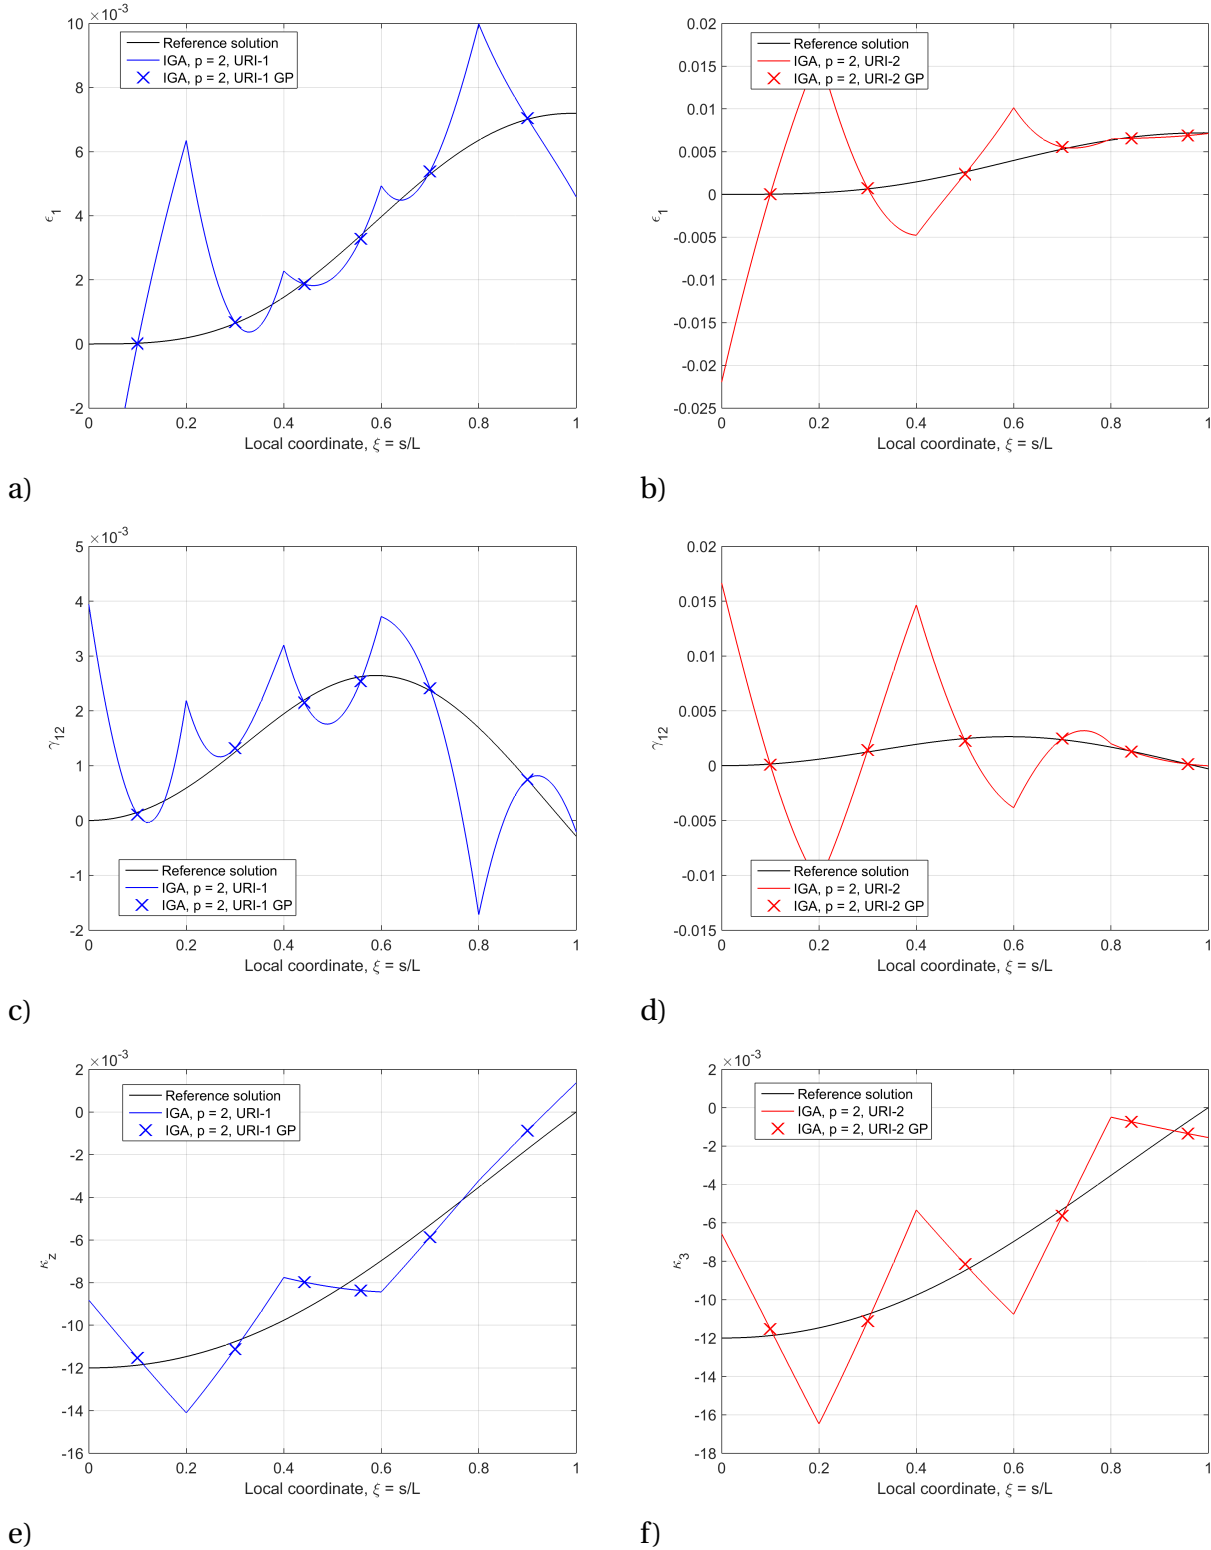 ×10⁻³
10
8
6
4
2
0
-2
ϵ₁
Reference solution
IGA, p = 2, URI-1
IGA, p = 2, URI-1 GP
0 0.2 0.4 0.6 0.8 1
Local coordinate, ξ = s/L
a)
0.02
0.015
0.01
0.005
0
-0.005
-0.01
-0.015
-0.02
-0.025
ϵ₁
Reference solution
IGA, p = 2, URI-2
IGA, p = 2, URI-2 GP
0 0.2 0.4 0.6 0.8 1
Local coordinate, ξ = s/L
b)
×10⁻³
5
4
3
2
1
0
-1
-2
γ₁₂
Reference solution
IGA, p = 2, URI-1
IGA, p = 2, URI-1 GP
0 0.2 0.4 0.6 0.8 1
Local coordinate, ξ = s/L
c)
0.02
0.015
0.01
0.005
0
-0.005
-0.01
-0.015
γ₁₂
Reference solution
IGA, p = 2, URI-2
IGA, p = 2, URI-2 GP
0 0.2 0.4 0.6 0.8 1
Local coordinate, ξ = s/L
d)
×10⁻³
2
0
-2
-4
-6
-8
-10
-12
-14
-16
κ_z
Reference solution
IGA, p = 2, URI-1
IGA, p = 2, URI-1 GP
0 0.2 0.4 0.6 0.8 1
Local coordinate, ξ = s/L
e)
×10⁻³
2
0
-2
-4
-6
-8
-10
-12
-14
-16
-18
κ₃
Reference solution
IGA, p = 2, URI-2
IGA, p = 2, URI-2 GP
0 0.2 0.4 0.6 0.8 1
Local coordinate, ξ = s/L
f)